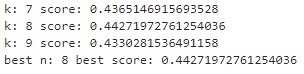 k: 7 score: 0.4365146915693528
k: 8 score: 0.44271972761254036
k: 9 score: 0.4330281536491158
best n: 8 best score: 0.44271972761254036